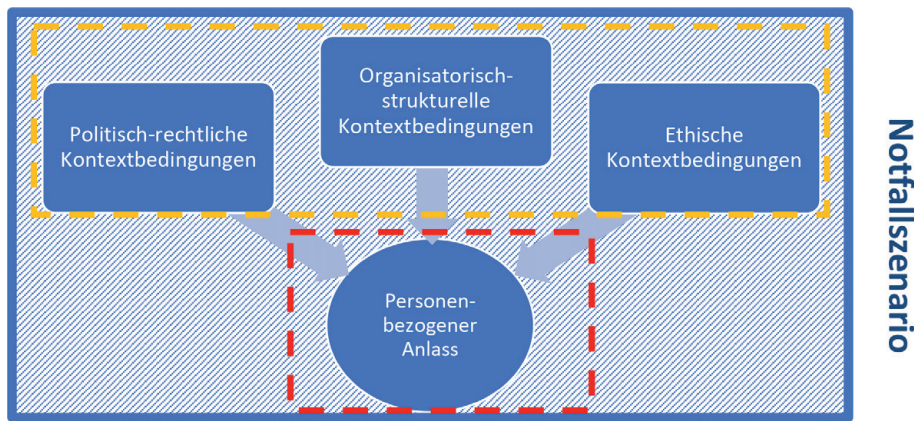 Organisatorisch-
strukturelle
Kontextbedingungen
Politisch-rechtliche
Kontextbedingungen
Ethische
Kontextbedingungen
Personen-
bezogener
Anlass
Notfallszenario